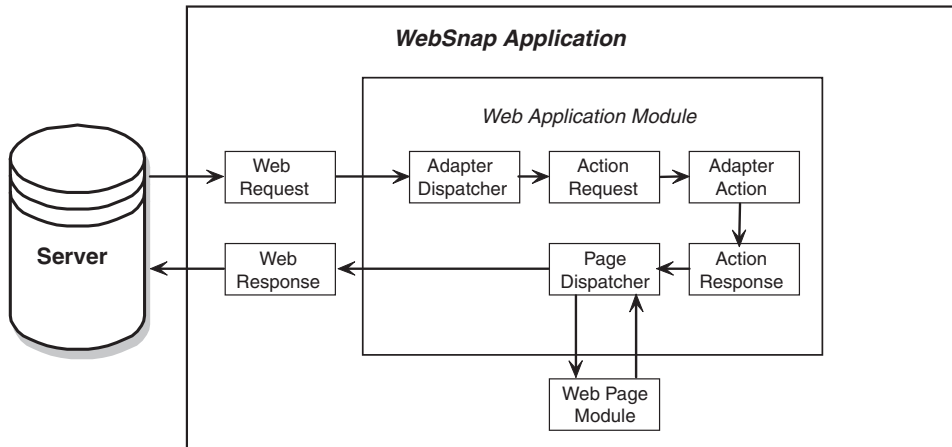 WebSnap Application
Web Application Module
Web
Request
Adapter
Dispatcher
Action
Request
Adapter
Action
Server
Web
Response
Page
Dispatcher
Action
Response
Web Page
Module